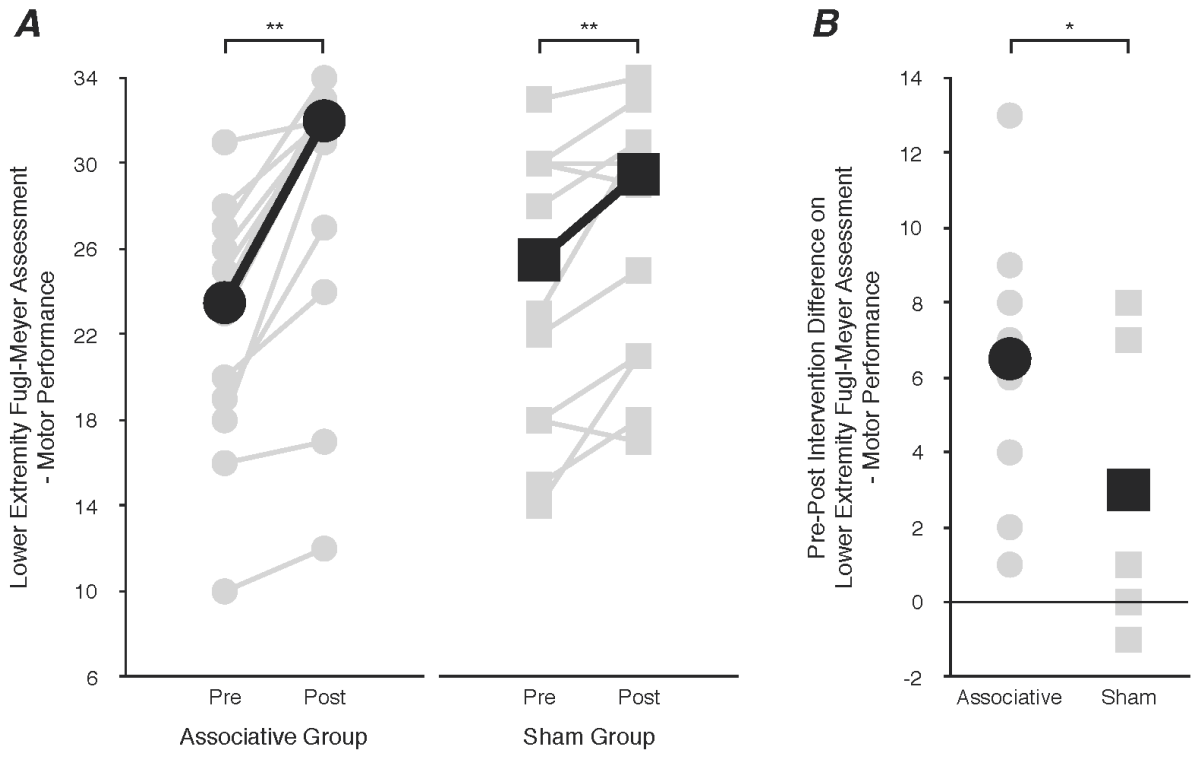 A
B
**
**
*
Lower Extremity Fugl-Meyer Assessment
- Motor Performance
34
30
26
22
18
14
10
6
Pre
Post
Pre
Post
Associative Group
Sham Group
Pre-Post Intervention Difference on
Lower Extremity Fugl-Meyer Assessment
- Motor Performance
14
12
10
8
6
4
2
0
-2
Associative
Sham